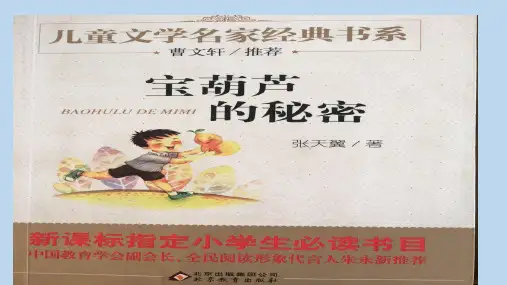 儿童文学名家经典书系
曹文轩/推荐
宝葫芦
的秘密
BAOHULU DE MIMI
张天翼/著
新课标指定小学生必读书目
中国教育学会副会长、全民阅读形象代言人朱永新推荐
北京出版集团公司
北京教育出版社